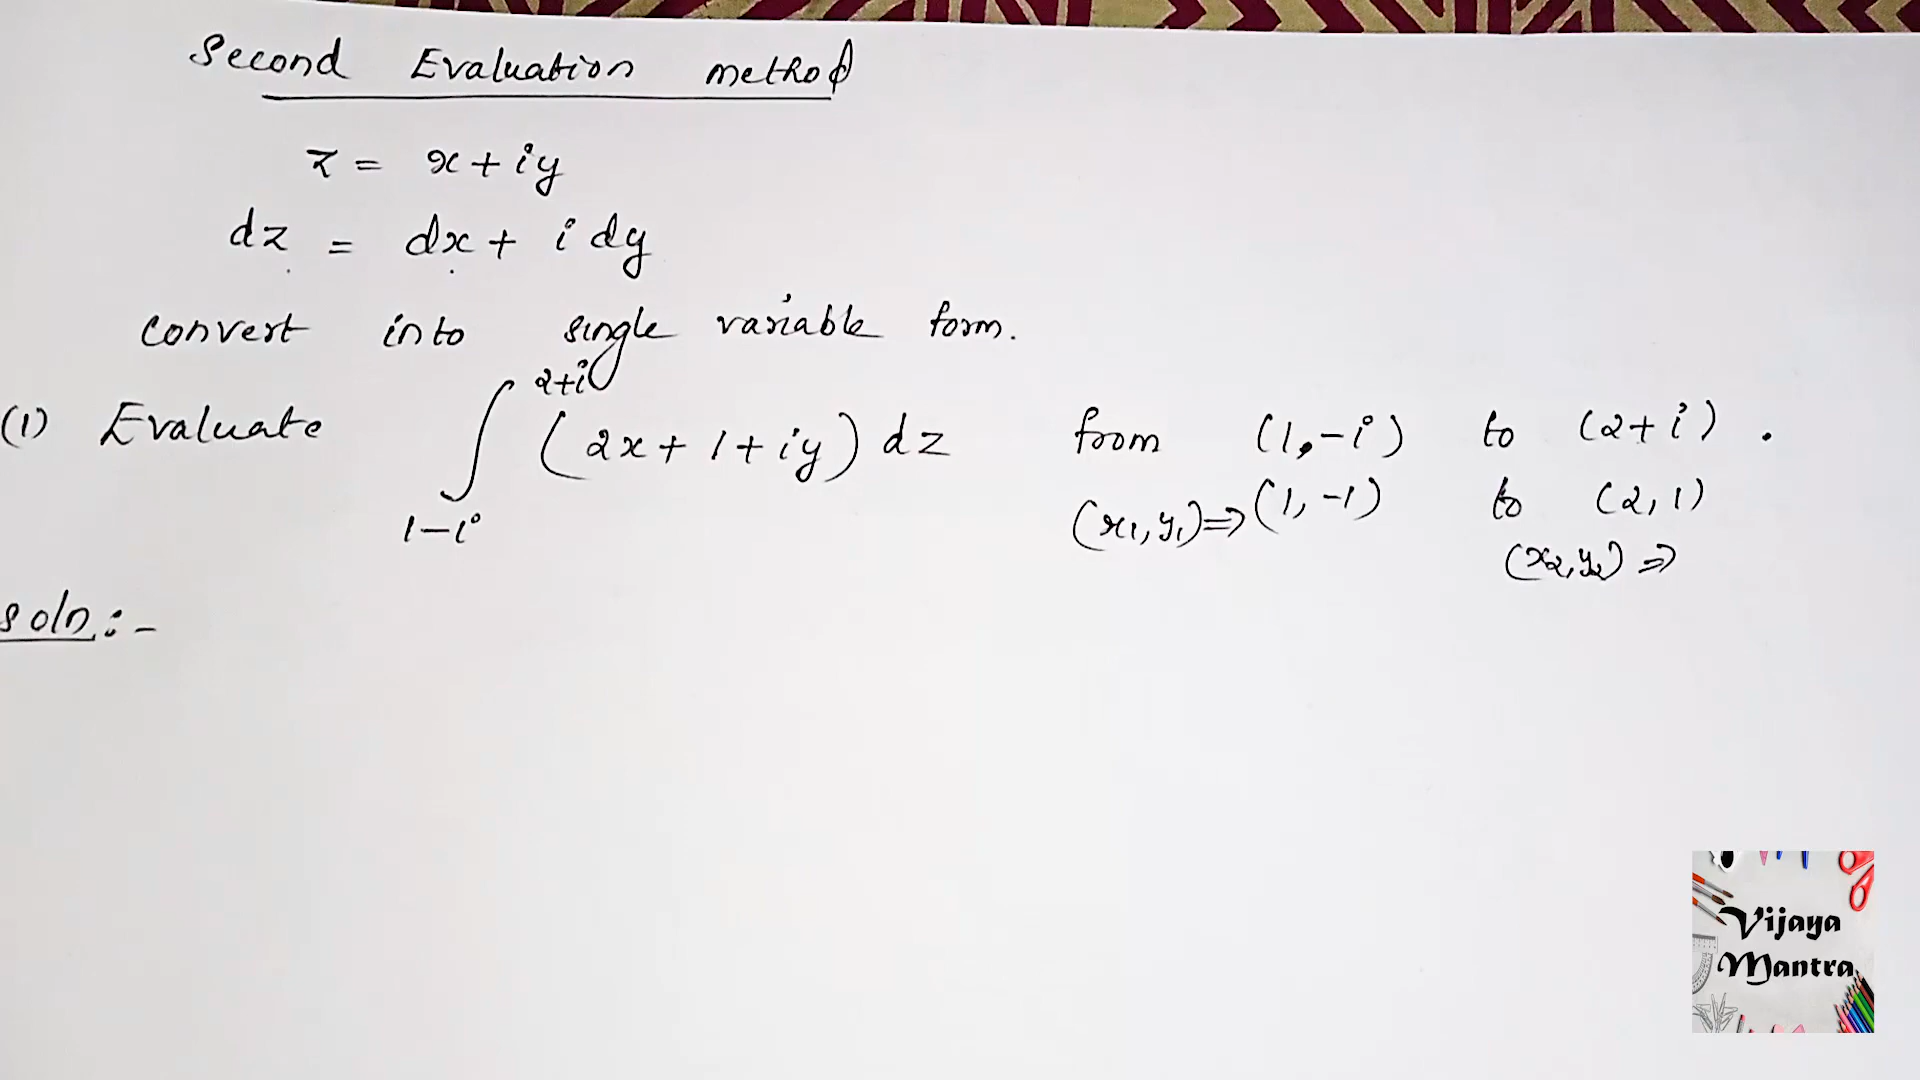 Second Evaluation method
z = x + iy
dz = dx + i dy
convert into single variable form.
(1) Evaluate ∫_{1-i}^{2+i} (2x + 1 + iy) dz from (1,-i) to (2+i).
(x₁, y₁) ⇒ (1, -1) to (2, 1)
(x₂, y₂) ⇒
soln:-
Vijaya
Mantra